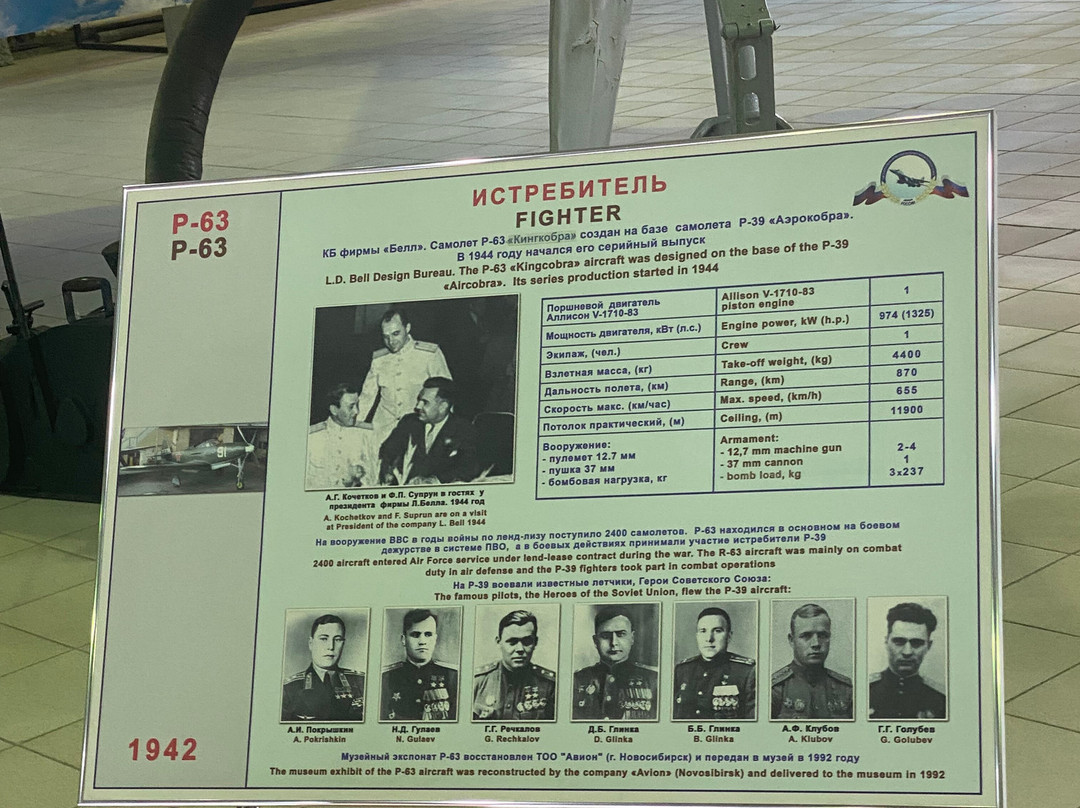 Р-63
P-63
ИСТРЕБИТЕЛЬ
FIGHTER
КБ фирмы «Белл». Самолет Р-63 «Кингкобра» создан на базе самолета Р-39 «Аэрокобра».
В 1944 году начался его серийный выпуск
L.D. Bell Design Bureau. The P-63 «Kingcobra» aircraft was designed on the base of the P-39
«Aircobra». Its series production started in 1944
Поршневой двигатель Allison V-1710-83 1
Аллисон V-1710-83 piston engine
Мощность двигателя, кВт (л.с.) Engine power, kW (h.p.) 974 (1325)
Экипаж, (чел.) Crew 1
Взлетная масса, (кг) Take-off weight, (kg) 4400
Дальность полета, (км) Range, (km) 870
Скорость макс. (км/час) Max. speed, (km/h) 655
Потолок практический, (м) Ceiling, (m) 11900
Вооружение: Armament:
- пулемет 12.7 мм - 12,7 mm machine gun 2-4
- пушка 37 мм - 37 mm cannon 1
- бомбовая нагрузка, кг - bomb load, kg 3x237
91
А.Г. Кочетков и Ф.П. Супрун в гостях у
президента фирмы Л.Белла. 1944 год
A. Kochetkov and F. Suprun are on a visit
at President of the company L. Bell 1944
На вооружение ВВС в годы войны по ленд-лизу поступило 2400 самолетов. Р-63 находился в основном на боевом
дежурстве в системе ПВО, а в боевых действиях принимали участие истребители Р-39
2400 aircraft entered Air Force service under lend-lease contract during the war. The R-63 aircraft was mainly on combat
duty in air defense and the P-39 fighters took part in combat operations
На Р-39 воевали известные летчики, Герои Советского Союза:
The famous pilots, the Heroes of the Soviet Union, flew the P-39 aircraft:
А.И. Покрышкин Н.Д. Гулаев Г.Г. Речкалов Д.Б. Глинка Б.Б. Глинка А.Ф. Клубов Г.Г. Голубев
A. Pokrishkin N. Gulaev G. Rechkalov D. Glinka B. Glinka A. Klubov G. Golubev
1942
Музейный экспонат Р-63 восстановлен ТОО "Авион" (г. Новосибирск) и передан в музей в 1992 году
The museum exhibit of the P-63 aircraft was reconstructed by the company «Avion» (Novosibirsk) and delivered to the museum in 1992